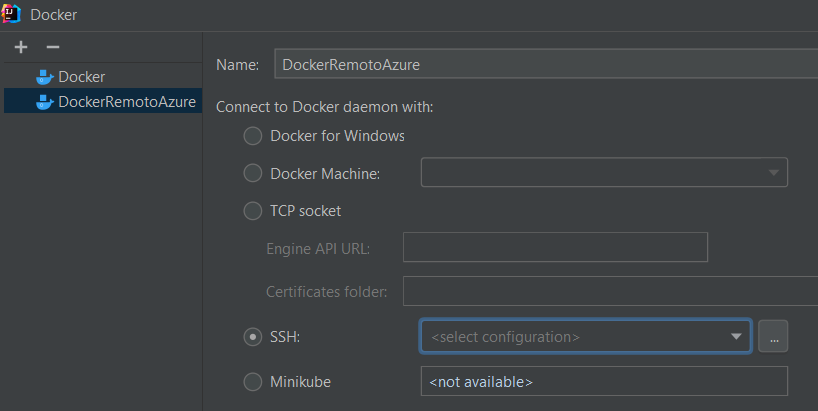 Docker
Docker
DockerRemotoAzure
Name: DockerRemotoAzure
Connect to Docker daemon with:
Docker for Windows
Docker Machine:
TCP socket
Engine API URL:
Certificates folder:
SSH: <select configuration> ...
Minikube <not available>